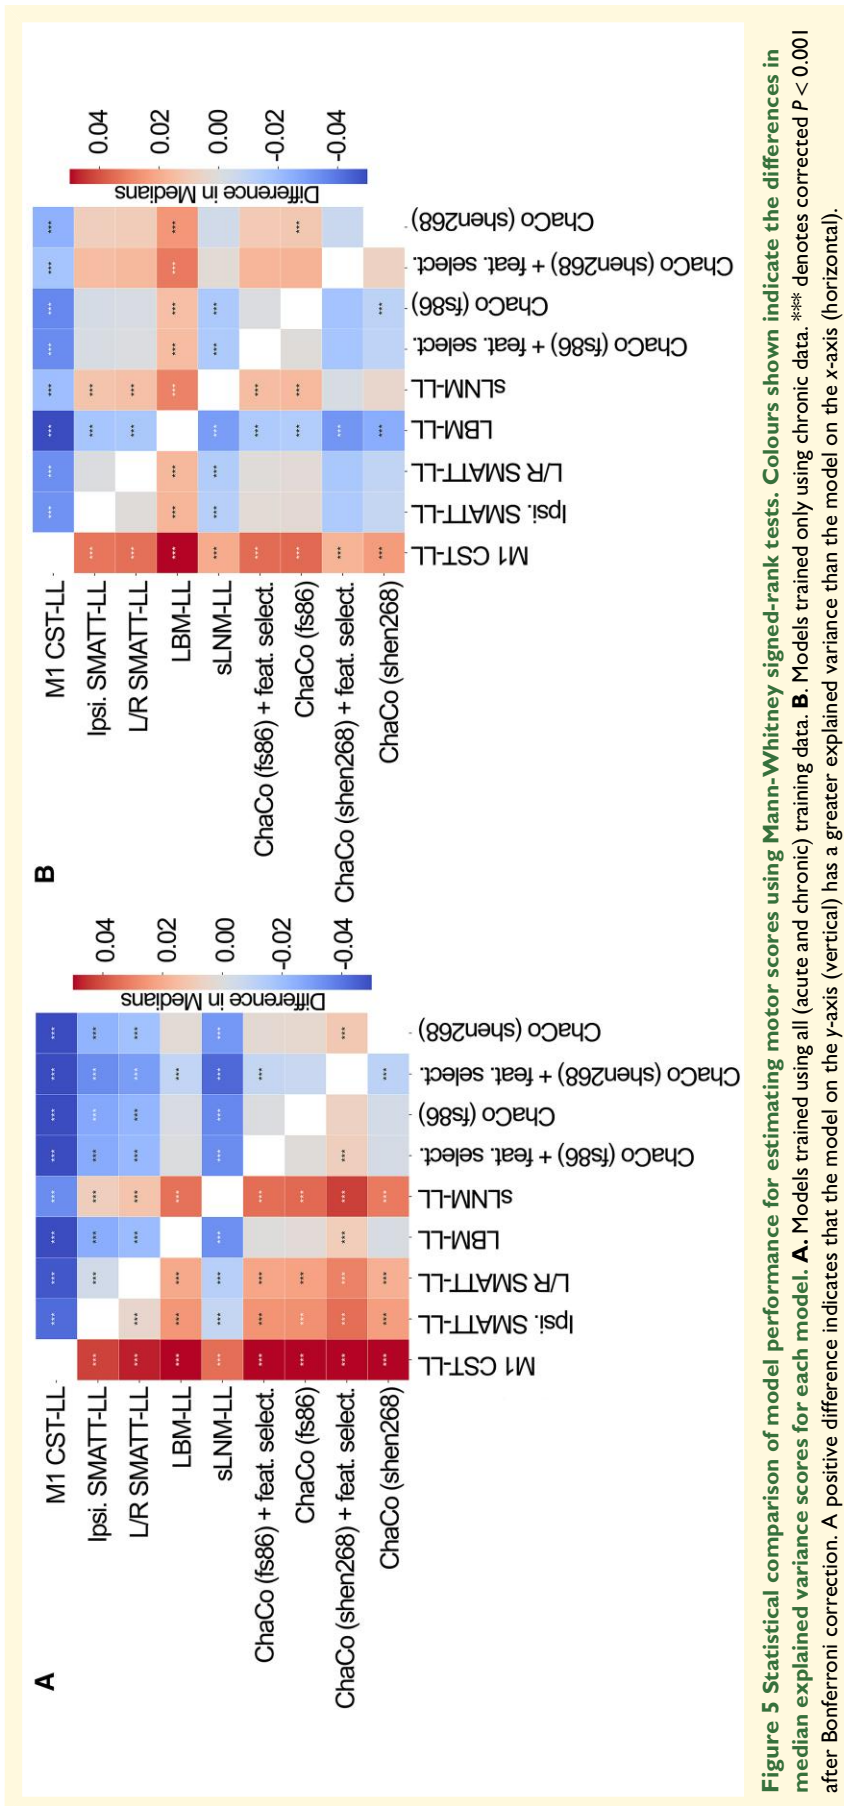 A
M1 CST-LL
Ipsi. SMATT-LL
L/R SMATT-LL
LBM-LL
sLNM-LL
ChaCo (fs86) + feat. select.
ChaCo (fs86)
ChaCo (shen268) + feat. select.
ChaCo (shen268)
M1 CST-LL
Ipsi. SMATT-LL
L/R SMATT-LL
LBM-LL
sLNM-LL
ChaCo (fs86) + feat. select.
ChaCo (fs86)
ChaCo (shen268) + feat. select.
ChaCo (shen268)
Difference in Medians
0.04
0.02
0.00
-0.02
-0.04
B
M1 CST-LL
Ipsi. SMATT-LL
L/R SMATT-LL
LBM-LL
sLNM-LL
ChaCo (fs86) + feat. select.
ChaCo (fs86)
ChaCo (shen268) + feat. select.
ChaCo (shen268)
M1 CST-LL
Ipsi. SMATT-LL
L/R SMATT-LL
LBM-LL
sLNM-LL
ChaCo (fs86) + feat. select.
ChaCo (fs86)
ChaCo (shen268) + feat. select.
ChaCo (shen268)
Difference in Medians
0.04
0.02
0.00
-0.02
-0.04
Figure 5 Statistical comparison of model performance for estimating motor scores using Mann-Whitney signed-rank tests. Colours shown indicate the differences in
median explained variance scores for each model. A. Models trained using all (acute and chronic) training data. B. Models trained only using chronic data. *** denotes corrected P < 0.001
after Bonferroni correction. A positive difference indicates that the model on the y-axis (vertical) has a greater explained variance than the model on the x-axis (horizontal).